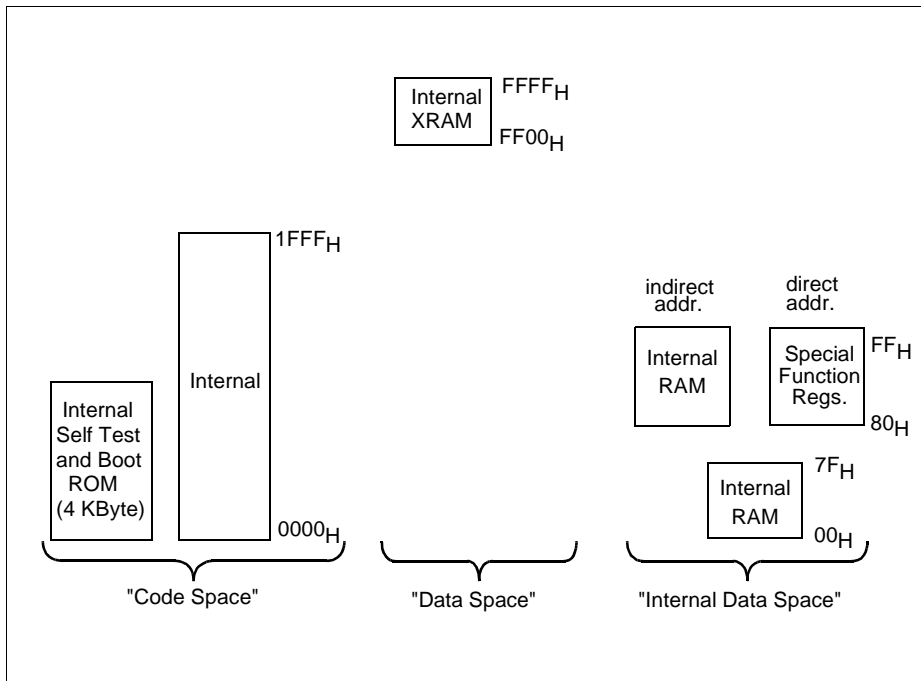 Internal
XRAM
FFFFH
FF00H
1FFFH
Internal
0000H
Internal
Self Test
and Boot
ROM
(4 KByte)
indirect
addr.
direct
addr.
Internal
RAM
Special
Function
Regs.
FFH
80H
Internal
RAM
7FH
00H
"Code Space"
"Data Space"
"Internal Data Space"